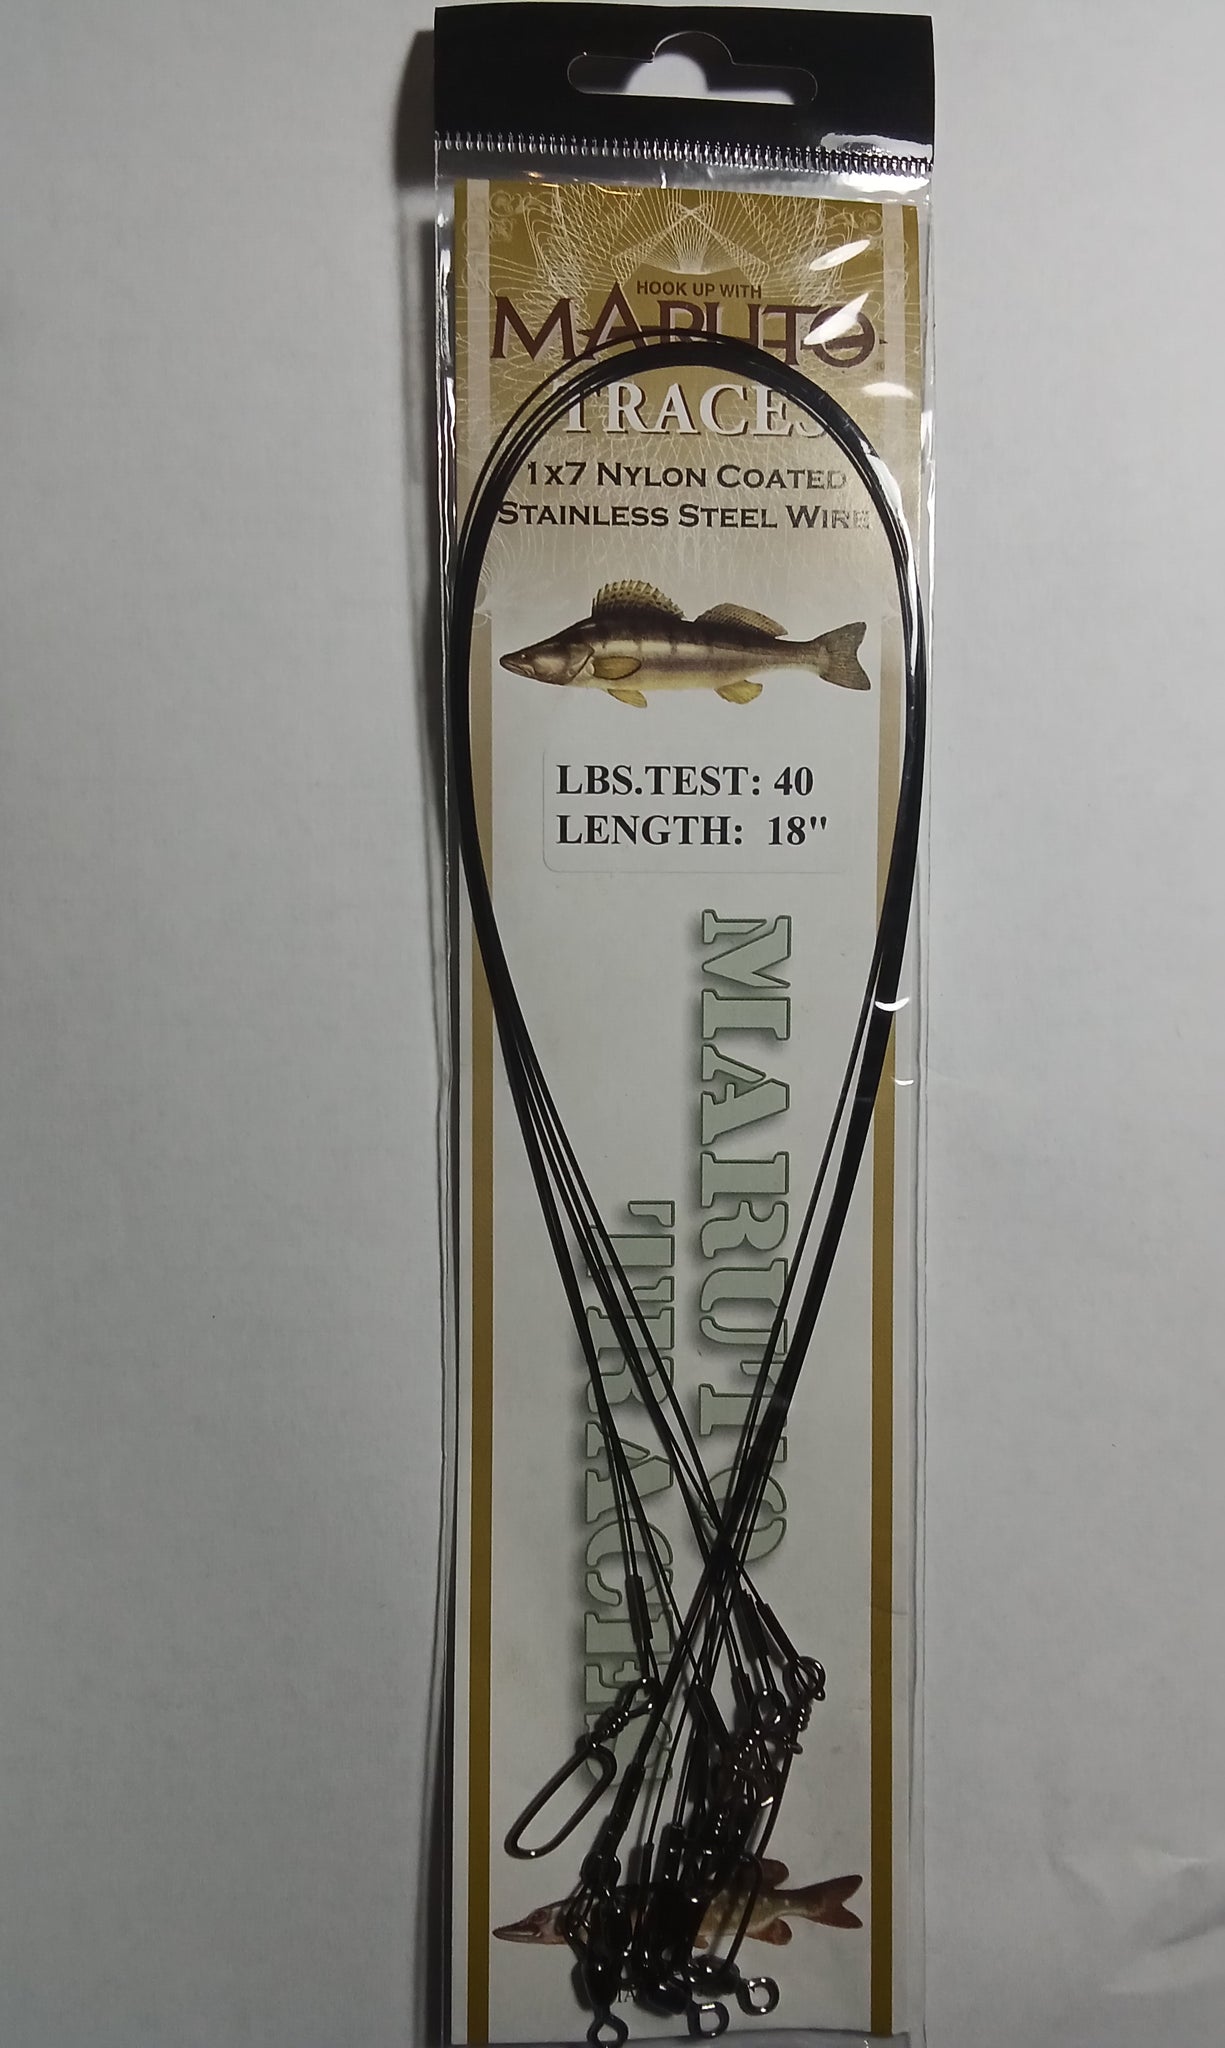 HOOK UP WITH
MARUTO
TRACES
1x7 NYLON COATED
STAINLESS STEEL WIRE
LBS.TEST: 40
LENGTH: 18"
MARUTO
TRACES